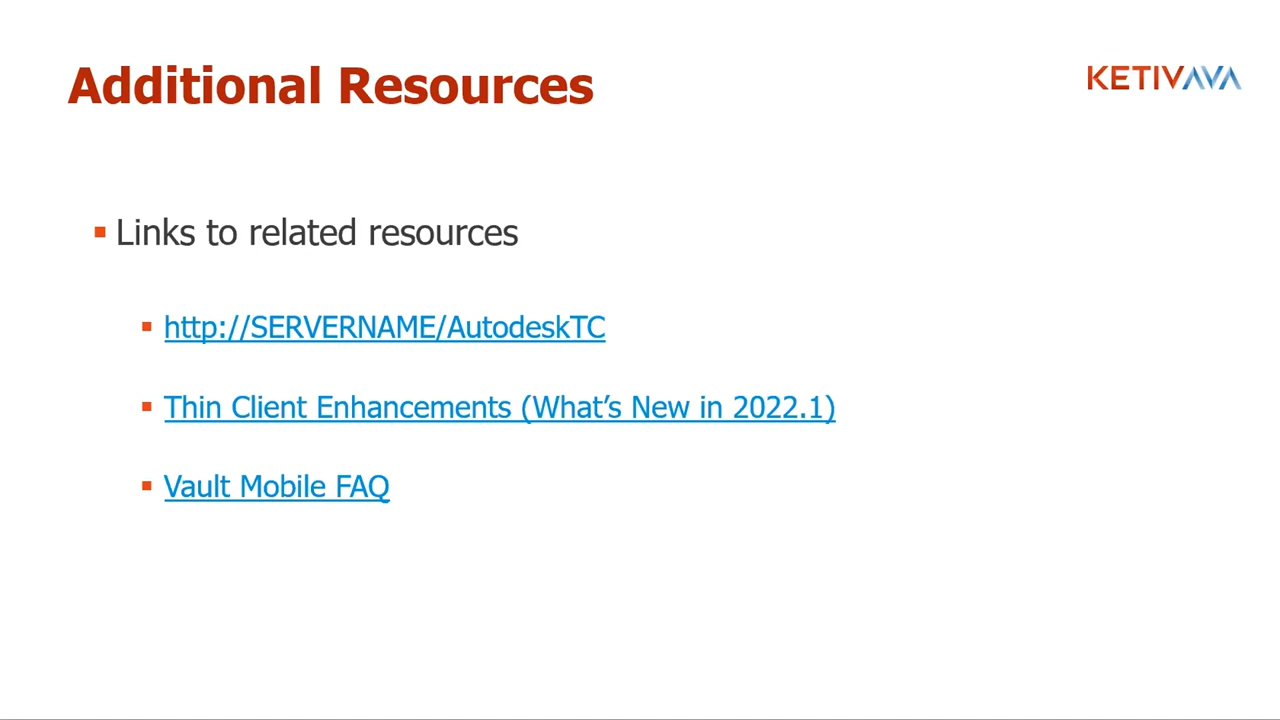 Additional Resources
KETIVAVA
Links to related resources
http://SERVERNAME/AutodeskTC
Thin Client Enhancements (What’s New in 2022.1)
Vault Mobile FAQ